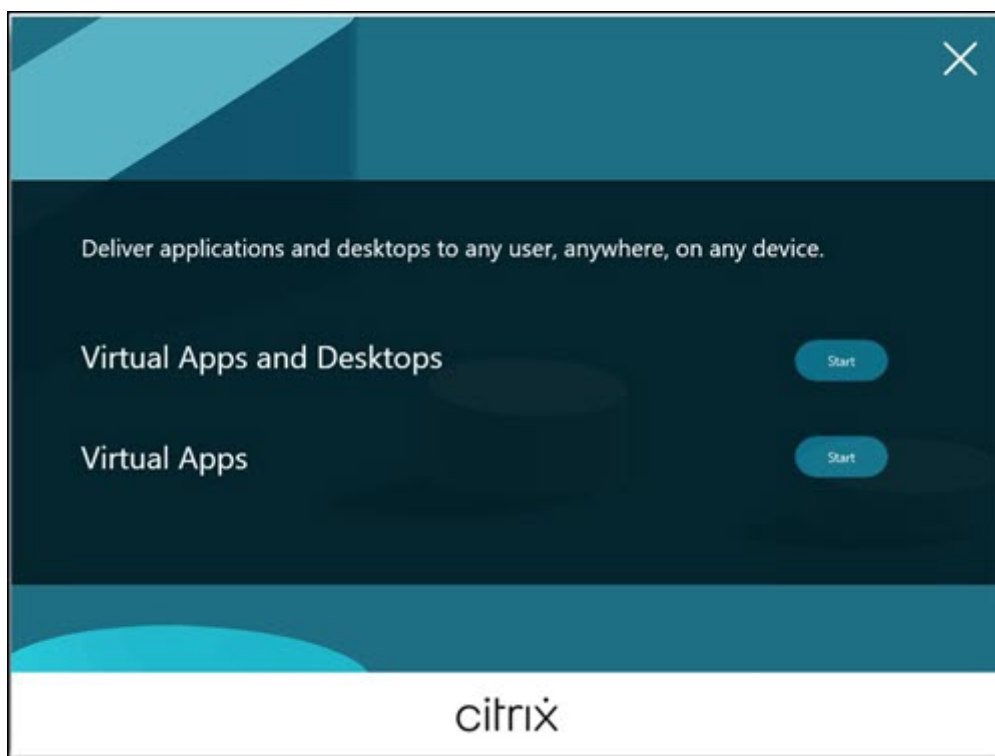 Deliver applications and desktops to any user, anywhere, on any device.
Virtual Apps and Desktops
Start
Virtual Apps
Start
citrix